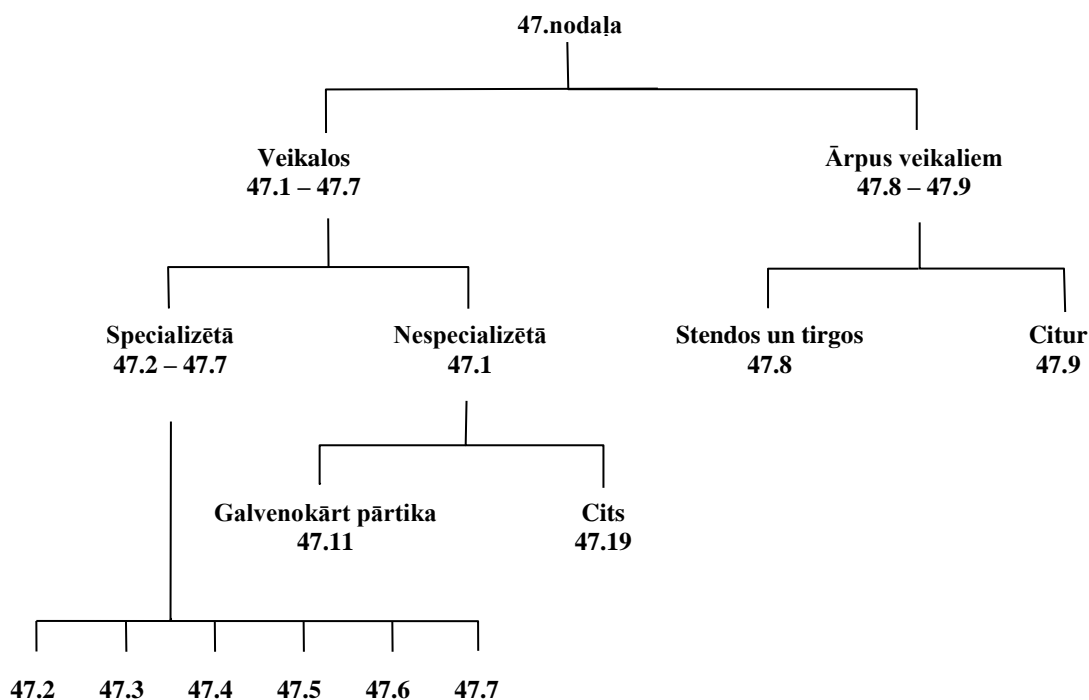 47.nodaļa
Veikalos
47.1 – 47.7
Ārpus veikaliem
47.8 – 47.9
Specializētā
47.2 – 47.7
Nespecializētā
47.1
Stendos un tirgos
47.8
Citur
47.9
Galvenokārt pārtika
47.11
Cits
47.19
47.2 47.3 47.4 47.5 47.6 47.7